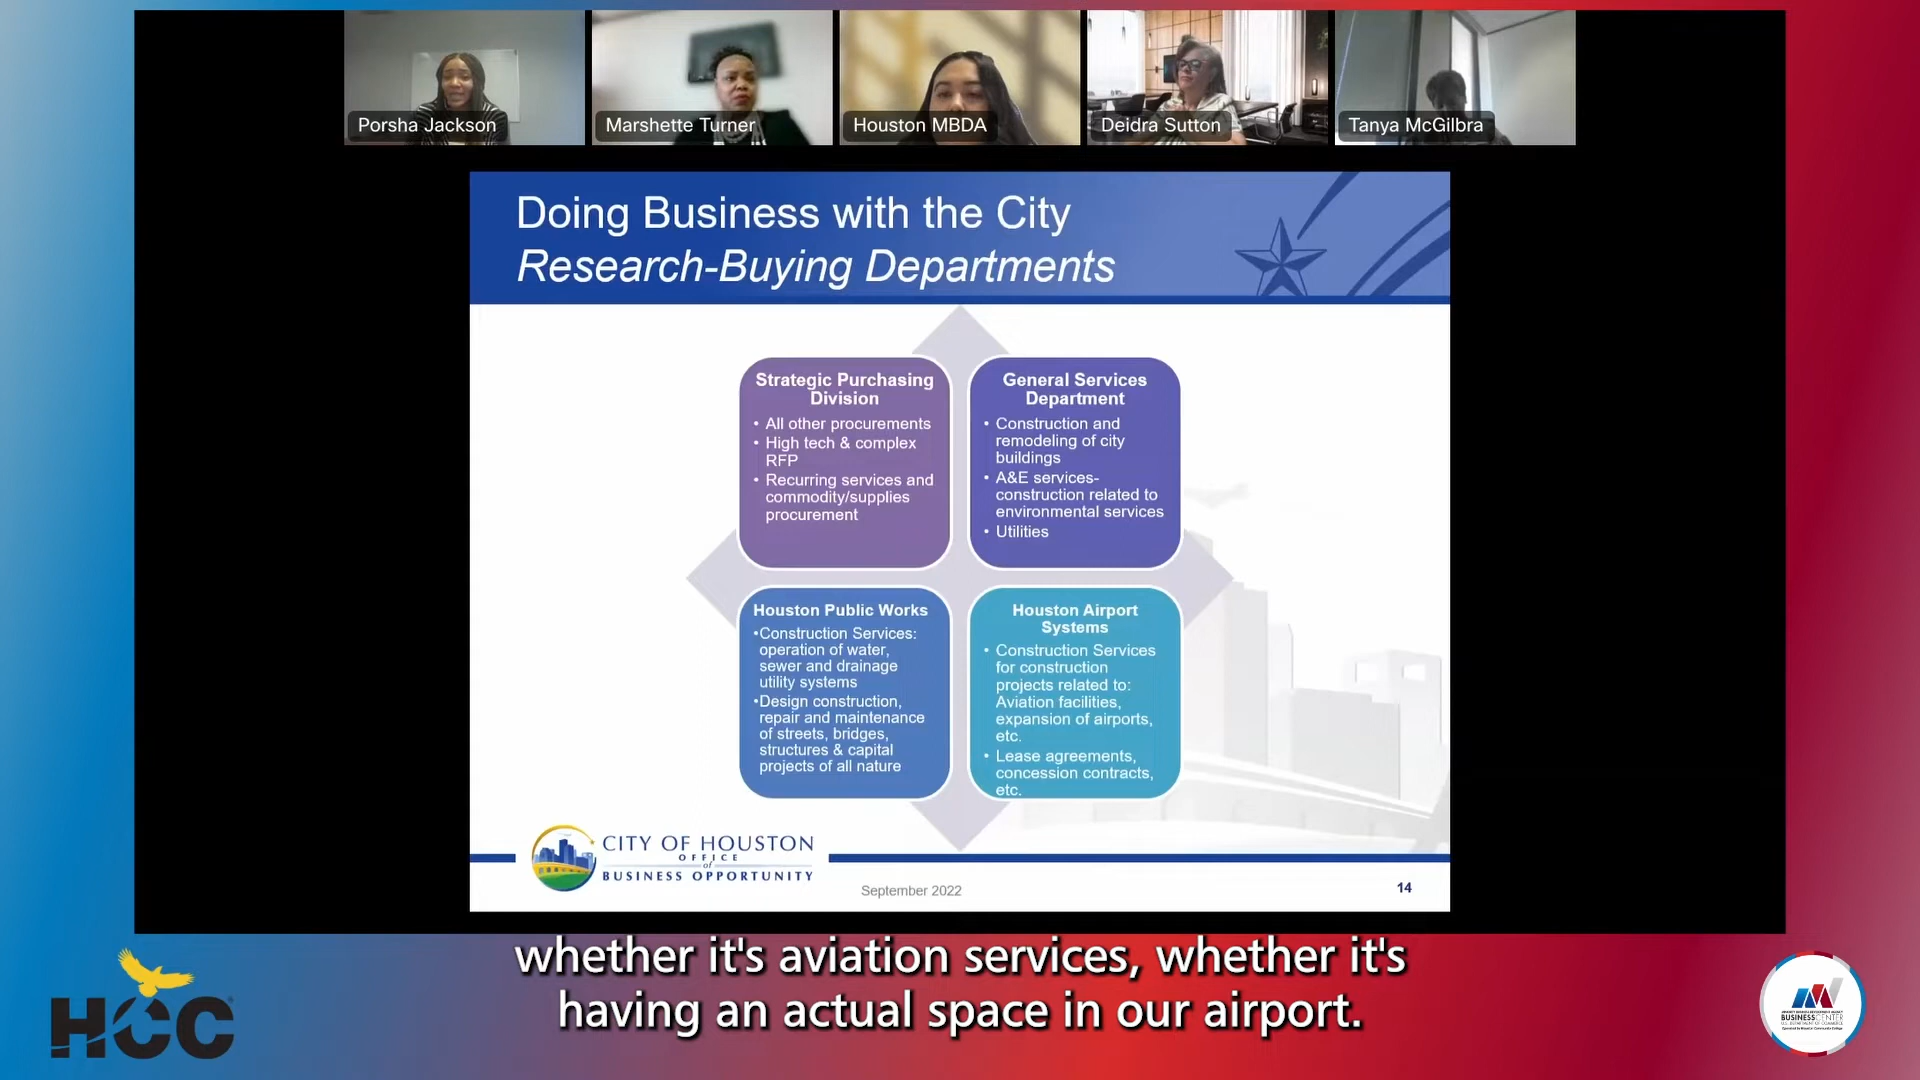 Porsha Jackson
Marshette Turner
Houston MBDA
Deidra Sutton
Tanya McGilbra
Doing Business with the City
Research-Buying Departments
Strategic Purchasing
Division
• All other procurements
• High tech & complex
RFP
• Recurring services and
commodity/supplies
procurement
General Services
Department
• Construction and
remodeling of city
buildings
• A&E services-
construction related to
environmental services
• Utilities
Houston Public Works
•Construction Services:
operation of water,
sewer and drainage
utility systems
•Design construction,
repair and maintenance
of streets, bridges,
structures & capital
projects of all nature
Houston Airport
Systems
• Construction Services
for construction
projects related to:
Aviation facilities,
expansion of airports,
etc.
• Lease agreements,
concession contracts,
etc.
CITY OF HOUSTON
OFFICE
of
BUSINESS OPPORTUNITY
September 2022
14
whether it's aviation services, whether it's
having an actual space in our airport.
HCC
BUSINESS CENTER